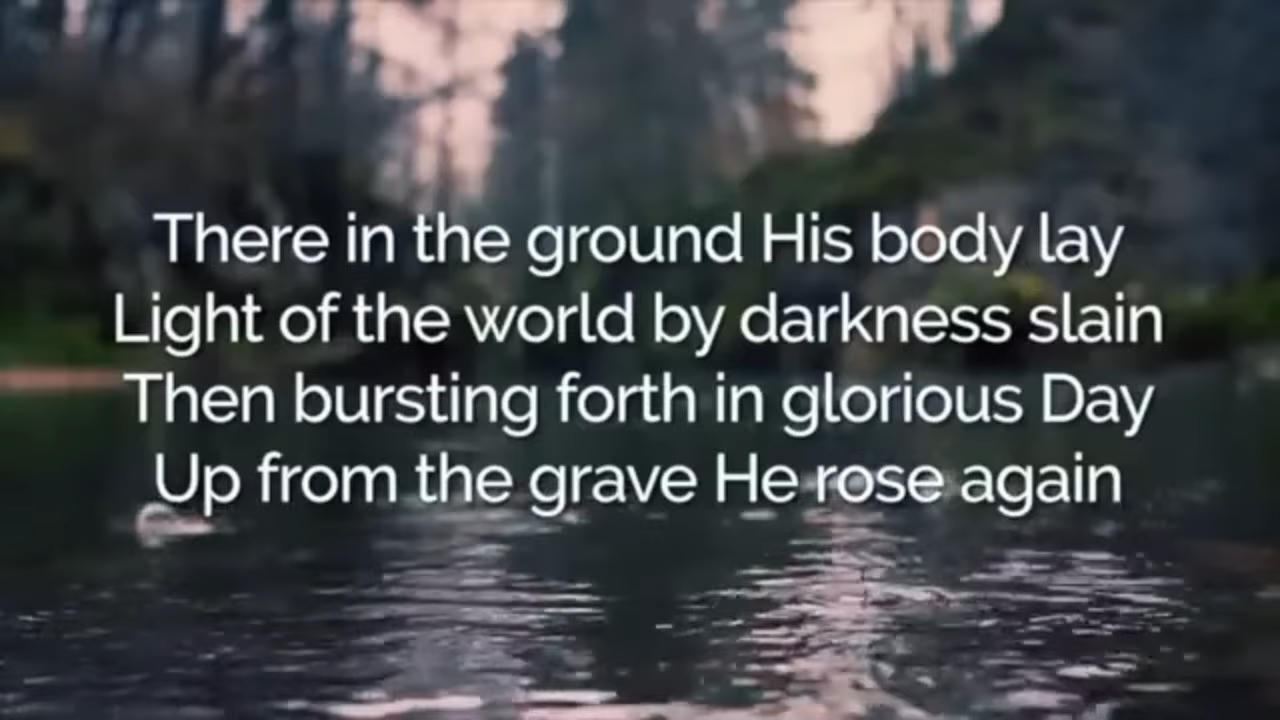 There in the ground His body lay
Light of the world by darkness slain
Then bursting forth in glorious Day
Up from the grave He rose again